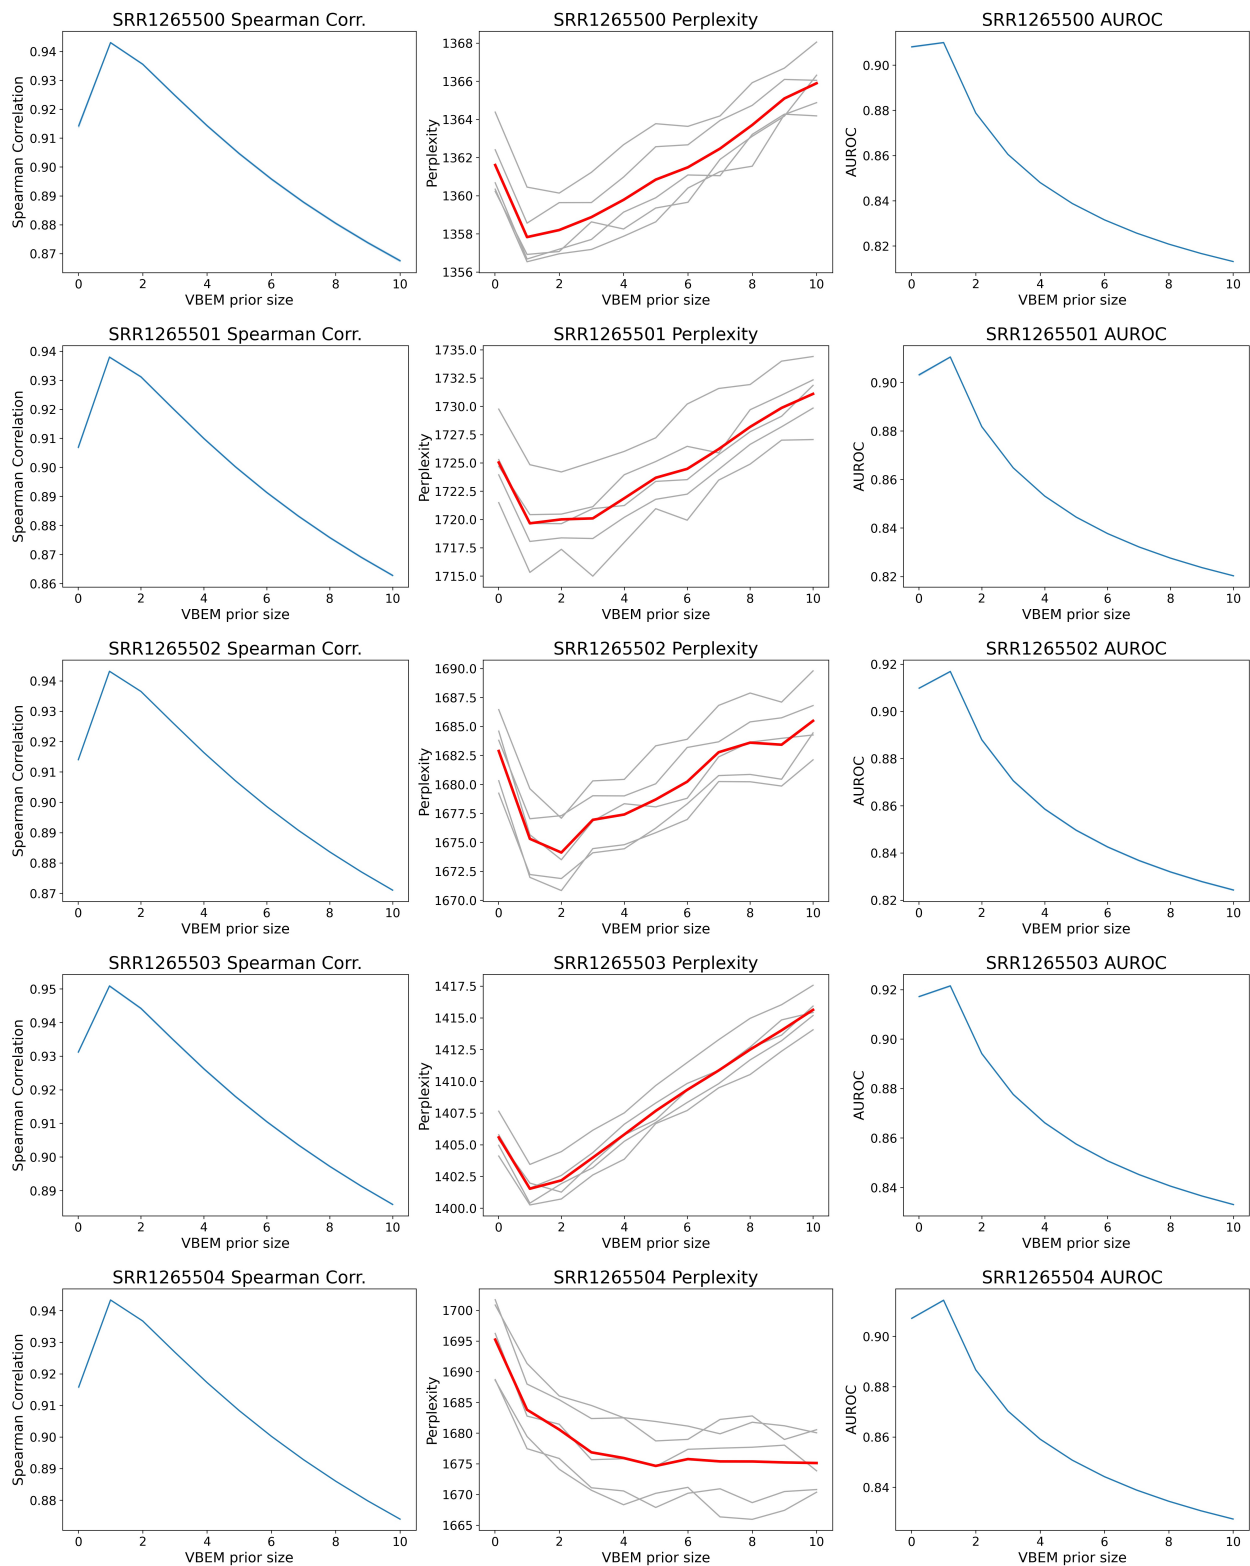 SRR1265500 Spearman Corr.
SRR1265500 Perplexity
SRR1265500 AUROC
Spearman Correlation
0.94
0.93
0.92
0.91
0.90
0.89
0.88
0.87
0 2 4 6 8 10
VBEM prior size
Perplexity
1368
1366
1364
1362
1360
1358
1356
0 2 4 6 8 10
VBEM prior size
AUROC
0.90
0.88
0.86
0.84
0.82
0 2 4 6 8 10
VBEM prior size
SRR1265501 Spearman Corr.
SRR1265501 Perplexity
SRR1265501 AUROC
Spearman Correlation
0.94
0.93
0.92
0.91
0.90
0.89
0.88
0.87
0.86
0 2 4 6 8 10
VBEM prior size
Perplexity
1735.0
1732.5
1730.0
1727.5
1725.0
1722.5
1720.0
1717.5
1715.0
0 2 4 6 8 10
VBEM prior size
AUROC
0.90
0.88
0.86
0.84
0.82
0 2 4 6 8 10
VBEM prior size
SRR1265502 Spearman Corr.
SRR1265502 Perplexity
SRR1265502 AUROC
Spearman Correlation
0.94
0.93
0.92
0.91
0.90
0.89
0.88
0.87
0 2 4 6 8 10
VBEM prior size
Perplexity
1690.0
1687.5
1685.0
1682.5
1680.0
1677.5
1675.0
1672.5
1670.0
0 2 4 6 8 10
VBEM prior size
AUROC
0.92
0.90
0.88
0.86
0.84
0.82
0 2 4 6 8 10
VBEM prior size
SRR1265503 Spearman Corr.
SRR1265503 Perplexity
SRR1265503 AUROC
Spearman Correlation
0.95
0.94
0.93
0.92
0.91
0.90
0.89
0 2 4 6 8 10
VBEM prior size
Perplexity
1417.5
1415.0
1412.5
1410.0
1407.5
1405.0
1402.5
1400.0
0 2 4 6 8 10
VBEM prior size
AUROC
0.92
0.90
0.88
0.86
0.84
0 2 4 6 8 10
VBEM prior size
SRR1265504 Spearman Corr.
SRR1265504 Perplexity
SRR1265504 AUROC
Spearman Correlation
0.94
0.93
0.92
0.91
0.90
0.89
0.88
0 2 4 6 8 10
VBEM prior size
Perplexity
1700
1695
1690
1685
1680
1675
1670
1665
0 2 4 6 8 10
VBEM prior size
AUROC
0.90
0.88
0.86
0.84
0 2 4 6 8 10
VBEM prior size